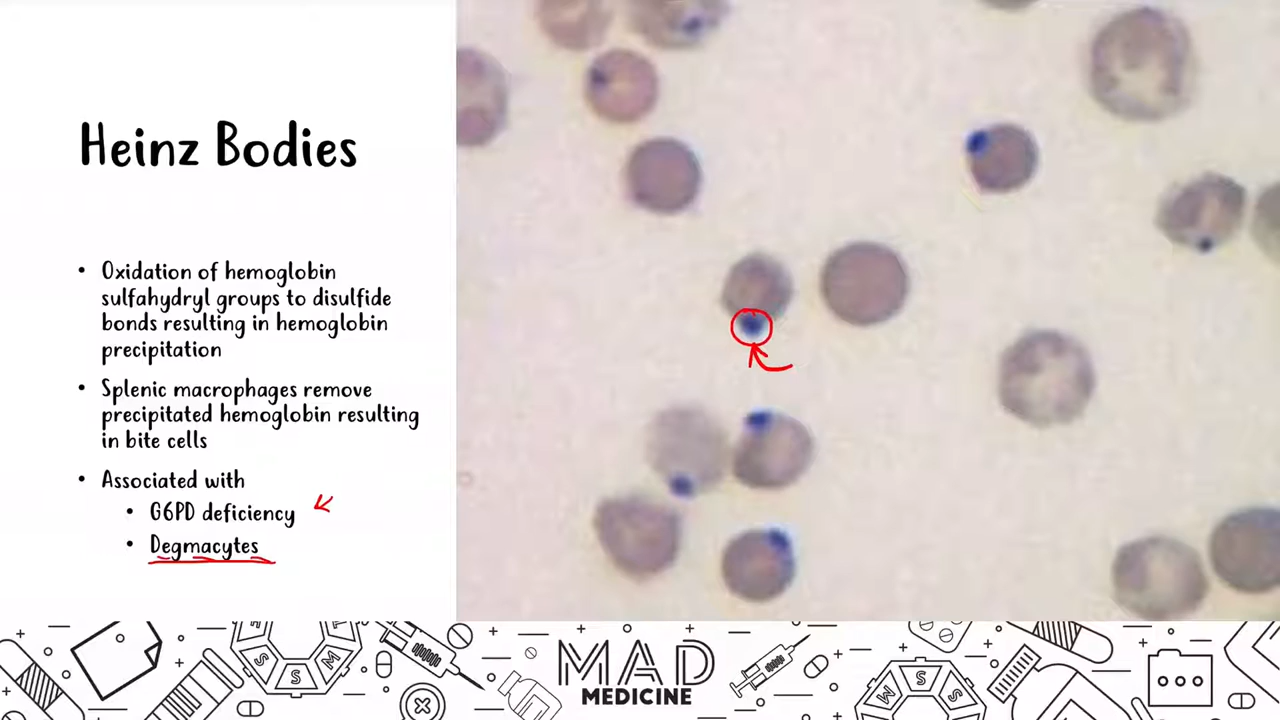 Heinz Bodies
• Oxidation of hemoglobin
sulfahydryl groups to disulfide
bonds resulting in hemoglobin
precipitation
• Splenic macrophages remove
precipitated hemoglobin resulting
in bite cells
• Associated with
• G6PD deficiency
• Degmacytes
MAD
MEDICINE